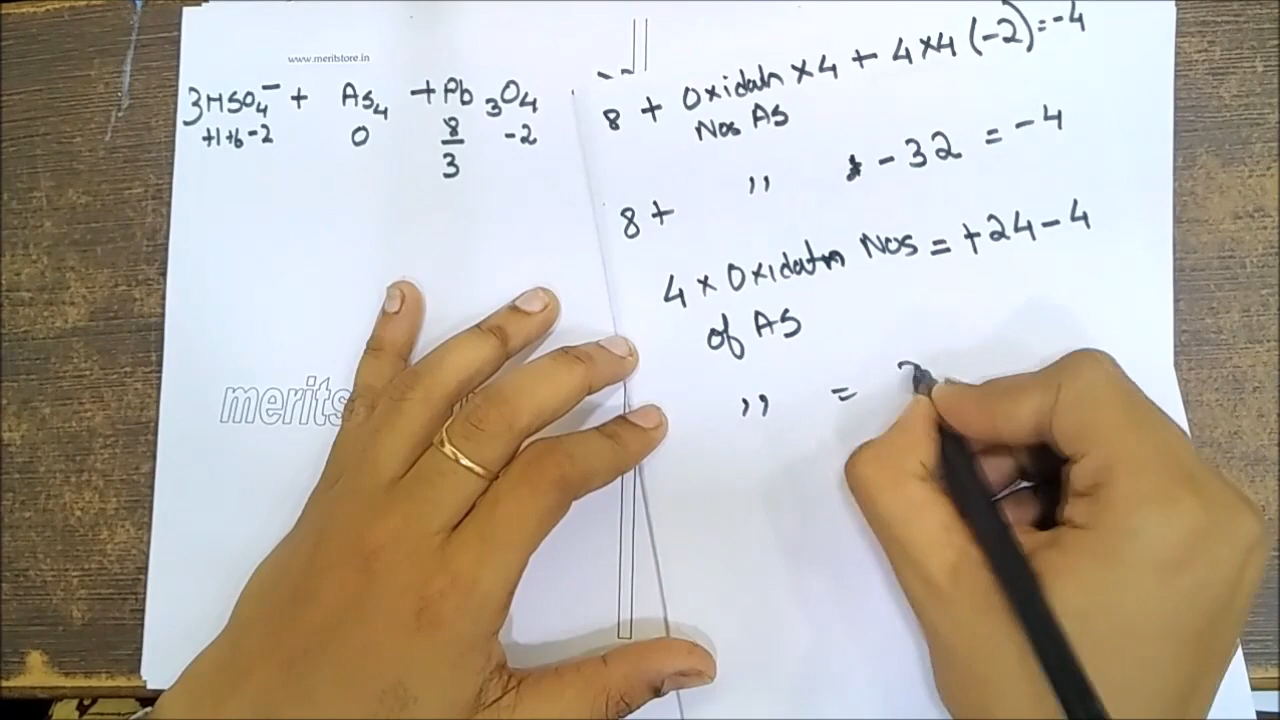 www.meritstore.in
3HSO4- + As4 + Pb3O4
+1+6-2 0 8/3 -2
merits
8 + Oxidatn x4 + 4x4(-2) = -4
Nos As
8 + ,, -32 = -4
4 x Oxidatn Nos = +24-4
of As
,, =